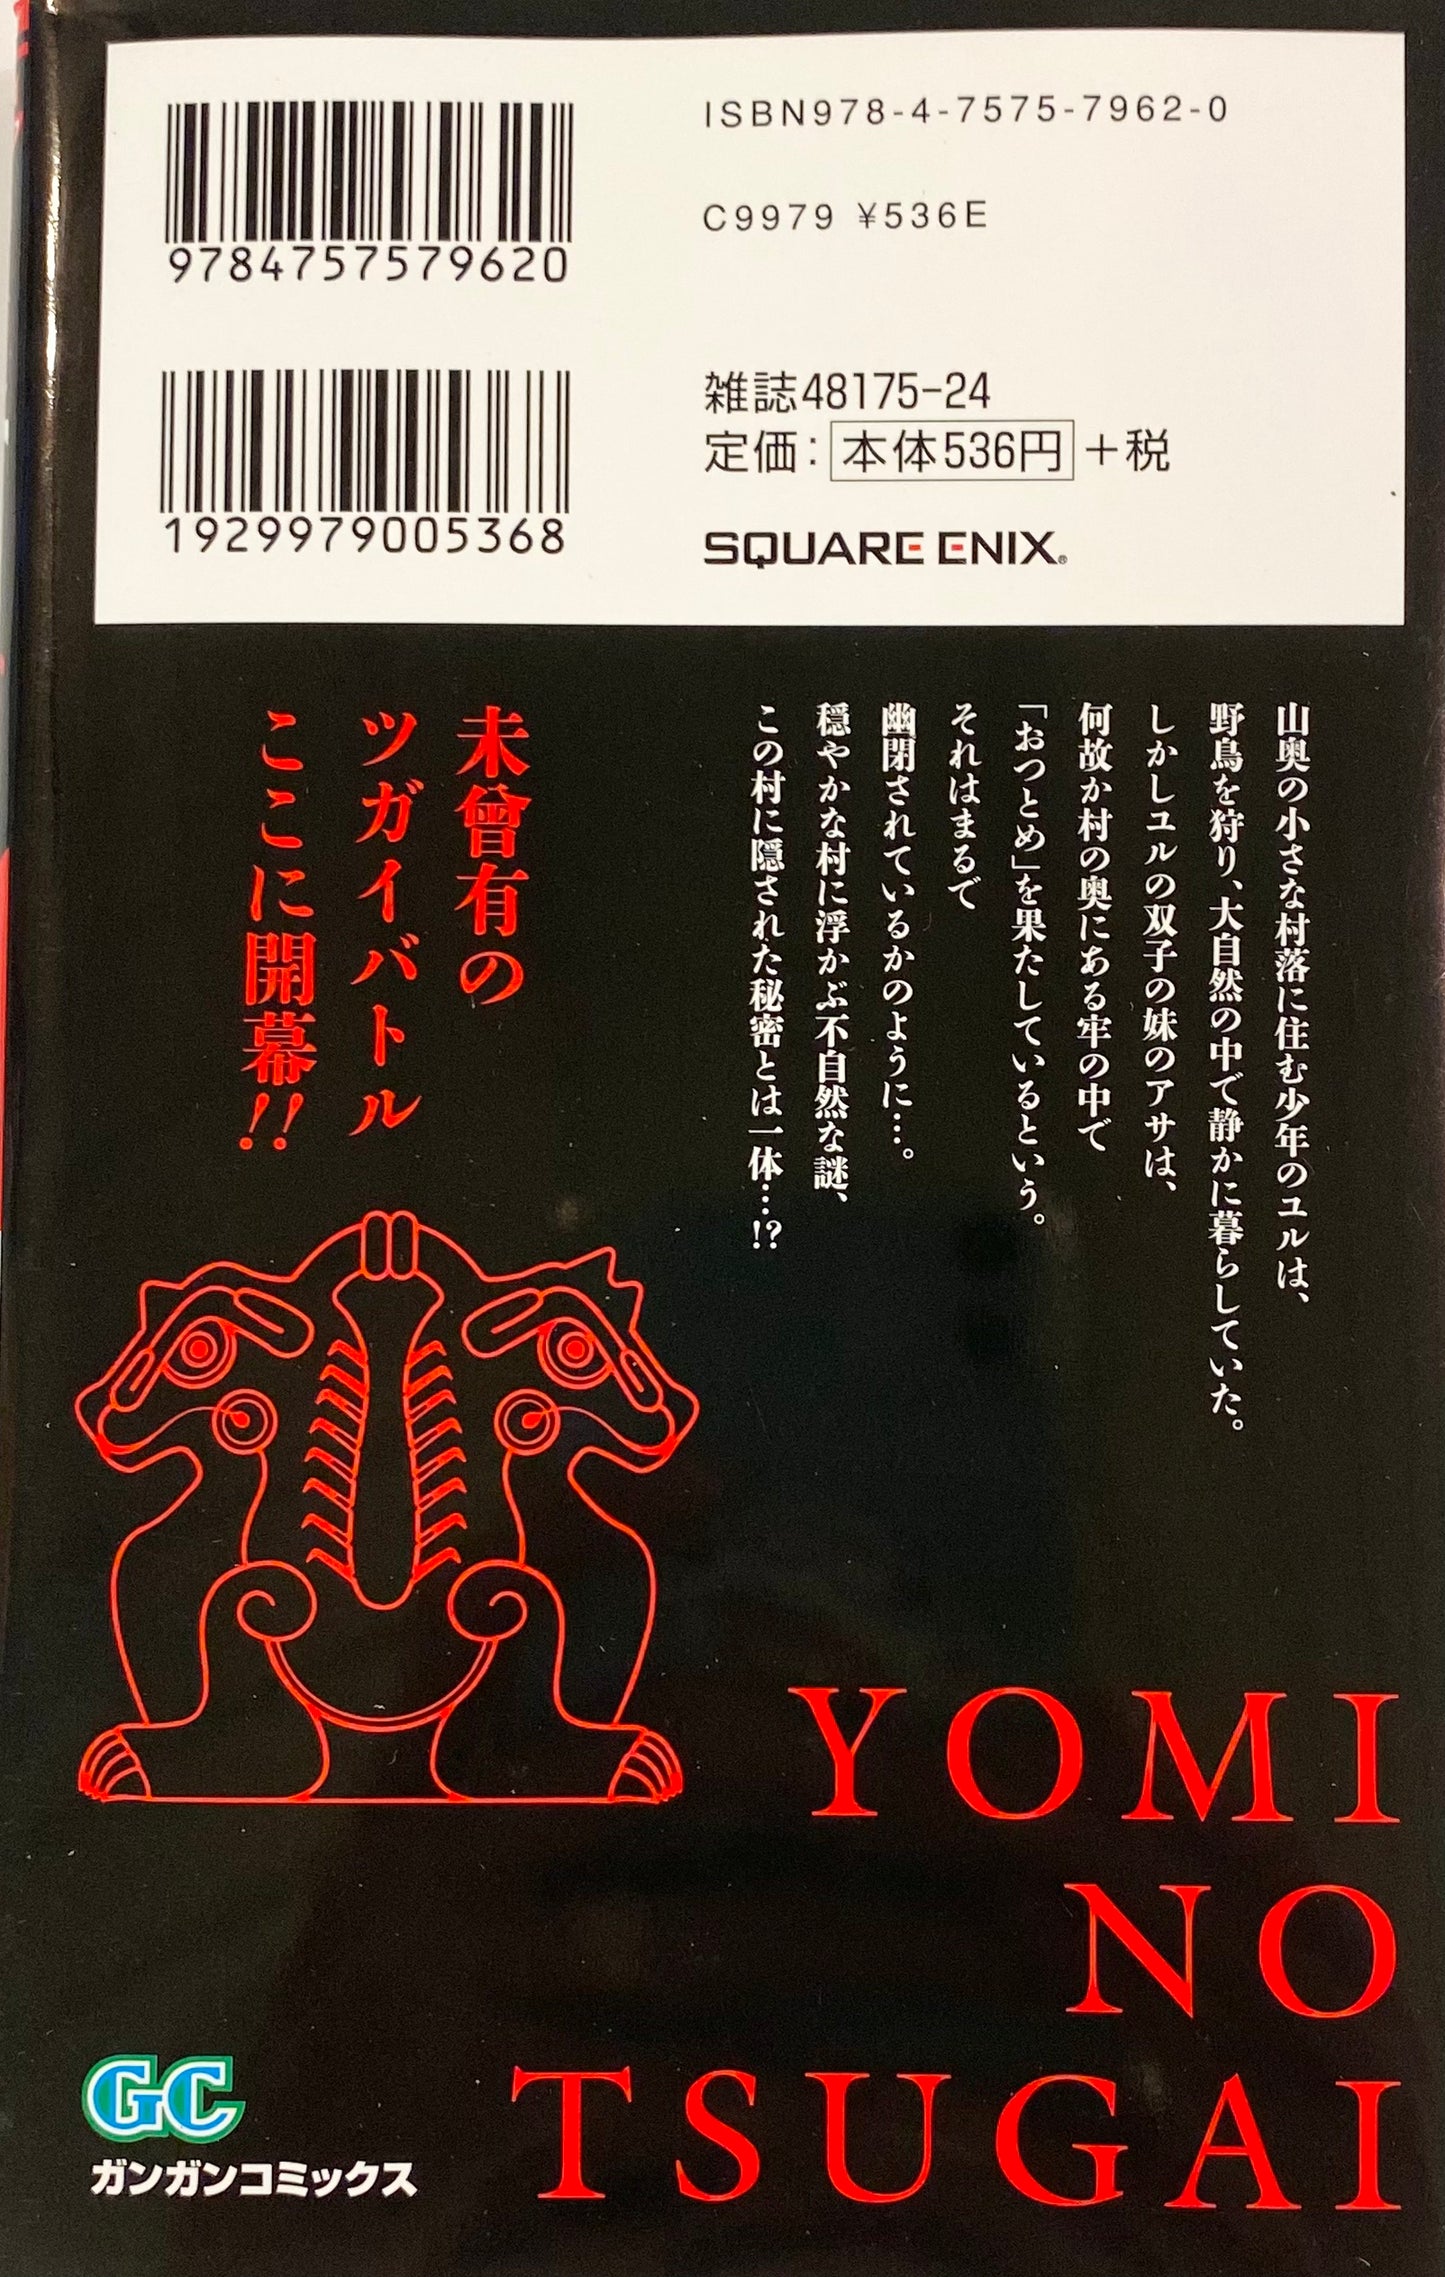 9784757579620
ISBN978-4-7575-7962-0
C9979 ¥536E
1929979005368
雑誌48175-24
定価：本体536円＋税
SQUARE ENIX®
山奥の小さな村落に住む少年のユルは、
野鳥を狩り、大自然の中で静かに暮らしていた。
しかしユルの双子の妹のアサは、
何故か村の奥にある牢の中で
「おつとめ」を果たしているという。
それはまるで
幽閉されているかのように…。
穏やかな村に浮かぶ不自然な謎、
この村に隠された秘密とは一体…!?
未曾有の
ツガイバトル
ここに開幕!!
YOMI
NO
TSUGAI
GC
ガンガンコミックス